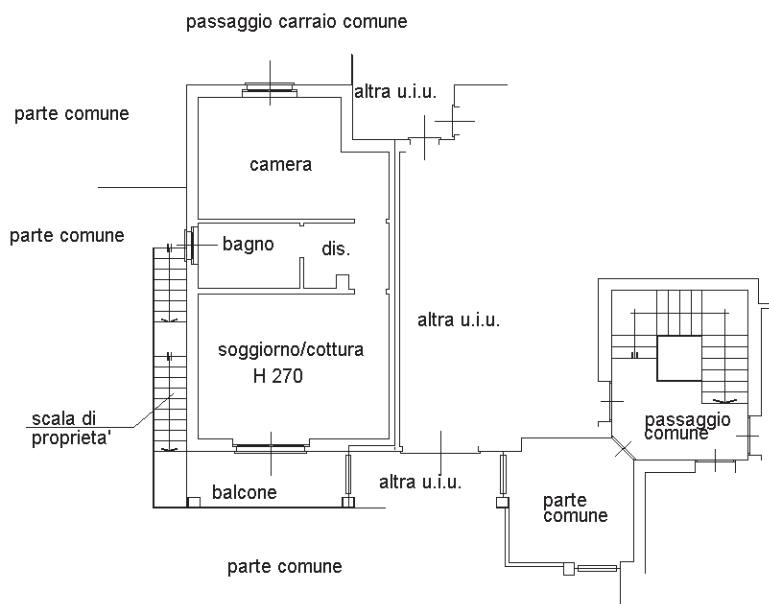 passaggio carraio comune
altra u.i.u.
parte comune
camera
parte comune
bagno
dis.
altra u.i.u.
soggiorno/cottura
H 270
scala di
proprieta'
passaggio
comune
balcone
altra u.i.u.
parte
comune
parte comune